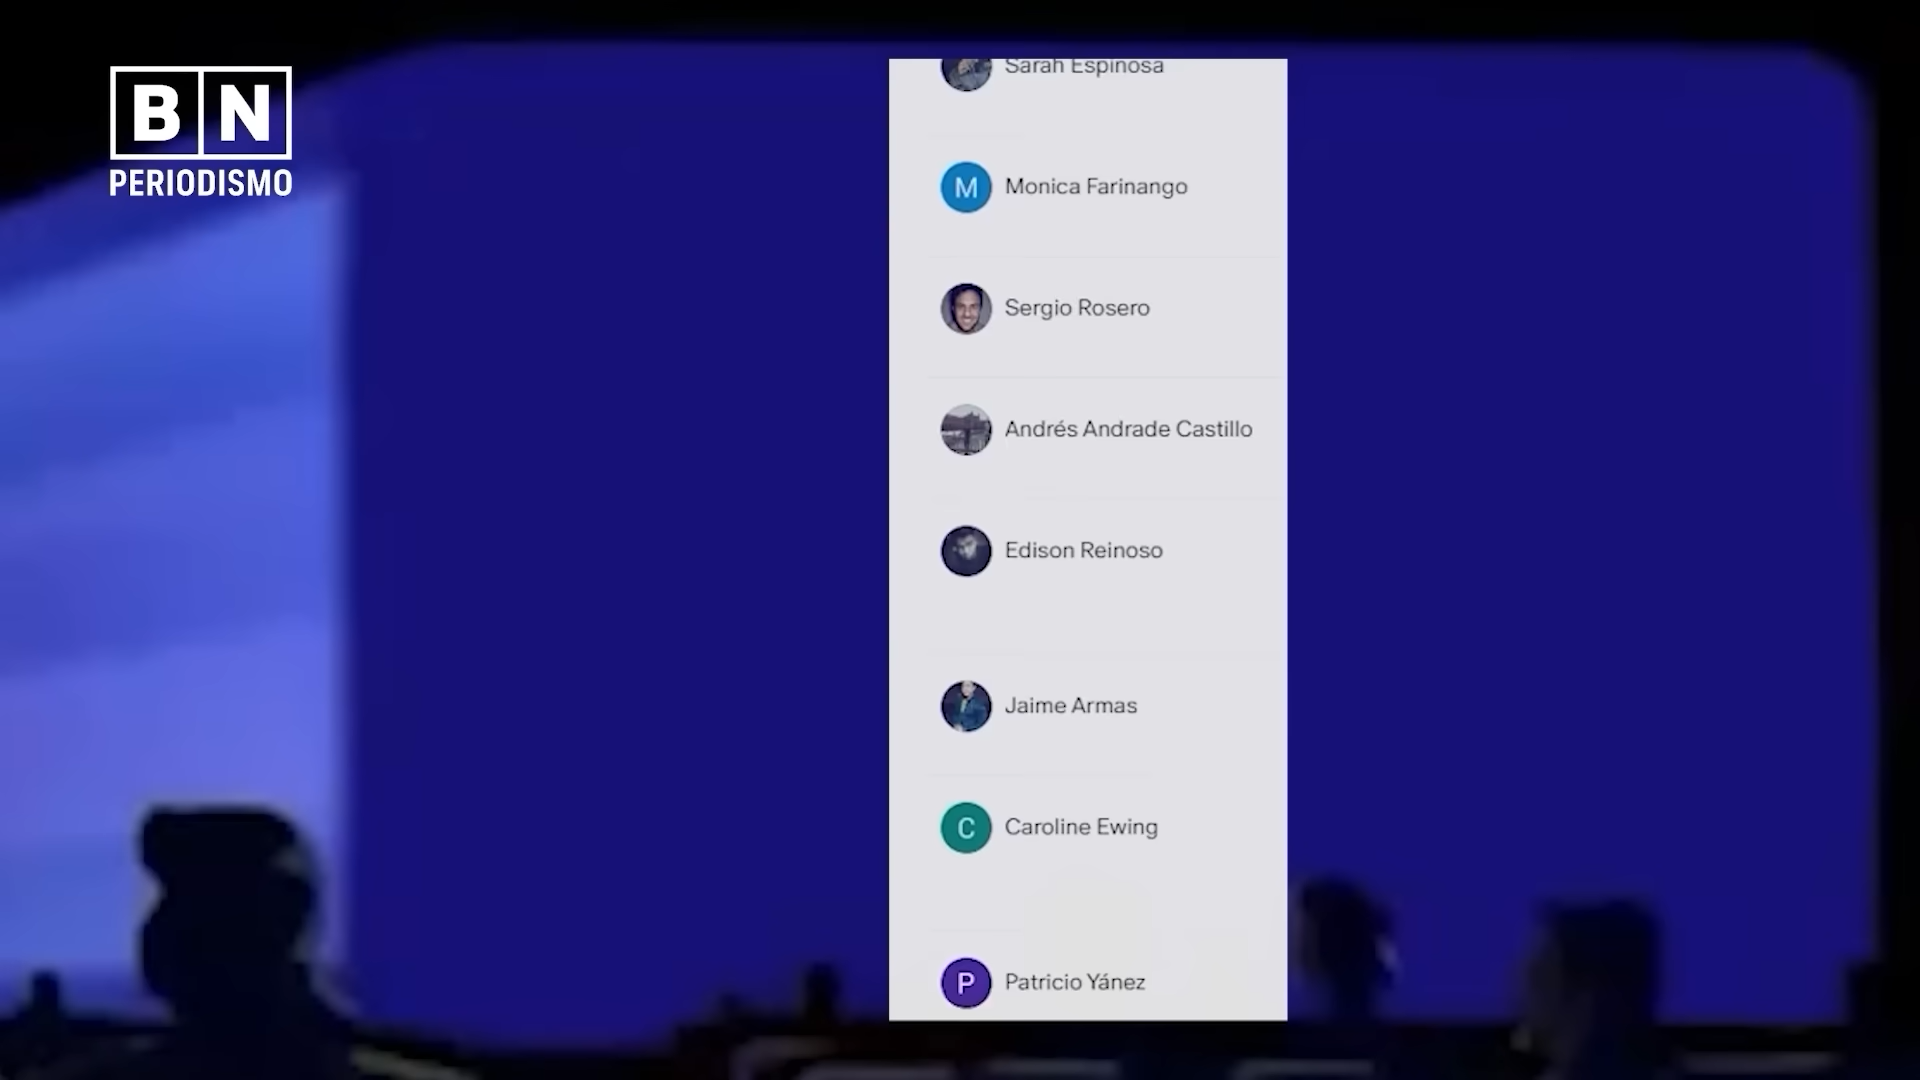 BN
PERIODISMO
Sarah Espinosa
M Monica Farinango
Sergio Rosero
Andrés Andrade Castillo
Edison Reinoso
Jaime Armas
C Caroline Ewing
P Patricio Yánez